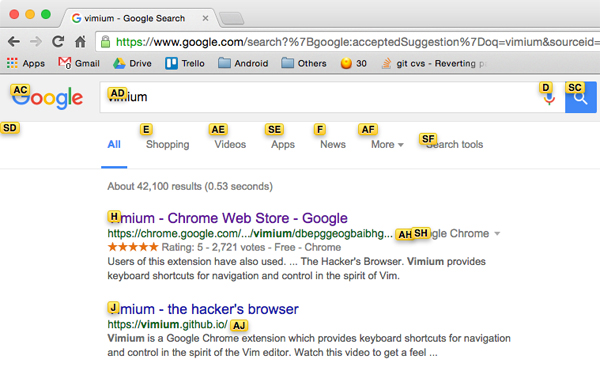 vimium - Google Search
https://www.google.com/search?%7Bgoogle:acceptedSuggestion%7Doq=vimium&sourceid=
Apps Gmail Drive Trello Android Others 30 git cvs - Reverting
AC Google AD vimium D SC
SD
E AE SE F AF SF
All Shopping Videos Apps News More Search tools
About 42,100 results (0.53 seconds)
H Vimium - Chrome Web Store - Google
https://chrome.google.com/.../vimium/dbepggeogbaibhg... AH SH Google Chrome
Rating: 5 - 2,721 votes - Free - Chrome
Users of this extension have also used. ... The Hacker's Browser. Vimium provides
keyboard shortcuts for navigation and control in the spirit of Vim.
J Vimium - the hacker's browser
https://vimium.github.io/ AJ
Vimium is a Google Chrome extension which provides keyboard shortcuts for navigation
and control in the spirit of the Vim editor. Watch this video to get a feel ...